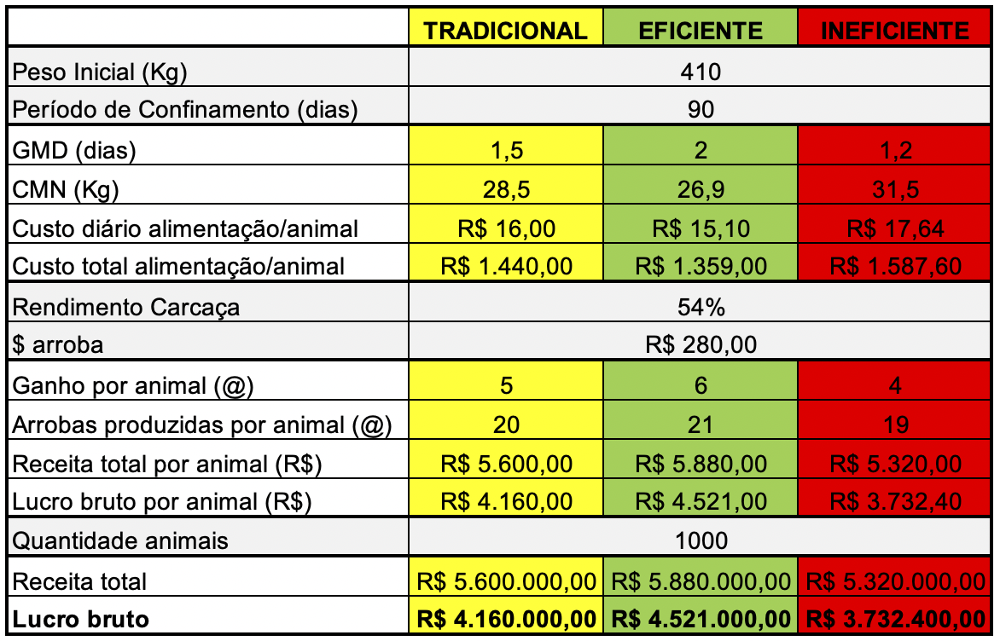 TRADICIONAL EFICIENTE INEFICIENTE
Peso Inicial (Kg) 410
Período de Confinamento (dias) 90
GMD (dias) 1,5 2 1,2
CMN (Kg) 28,5 26,9 31,5
Custo diário alimentação/animal R$ 16,00 R$ 15,10 R$ 17,64
Custo total alimentação/animal R$ 1.440,00 R$ 1.359,00 R$ 1.587,60
Rendimento Carcaça 54%
$ arroba R$ 280,00
Ganho por animal (@) 5 6 4
Arrobas produzidas por animal (@) 20 21 19
Receita total por animal (R$) R$ 5.600,00 R$ 5.880,00 R$ 5.320,00
Lucro bruto por animal (R$) R$ 4.160,00 R$ 4.521,00 R$ 3.732,40
Quantidade animais 1000
Receita total R$ 5.600.000,00 R$ 5.880.000,00 R$ 5.320.000,00
Lucro bruto R$ 4.160.000,00 R$ 4.521.000,00 R$ 3.732.400,00